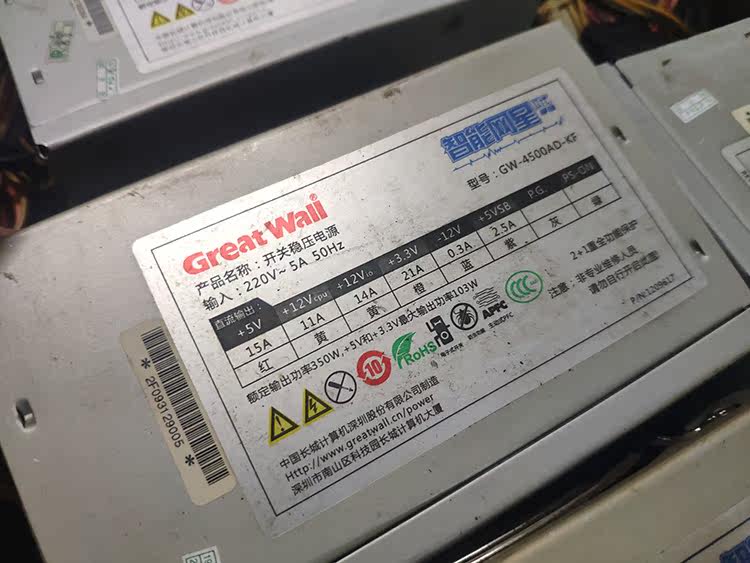 Great Wall®
智能网星
型号：GW-4500AD-KF
产品名称：开关稳压电源
输入：220V～5A 50Hz
直流输出： +5V +12Vcpu +12Vio +3.3V -12V +5VSB P.G. PS-ON
15A 11A 14A 21A 0.3A 2.5A
红 黄 黄 橙 蓝 紫 灰 绿
额定输出功率350W,+5V和+3.3V最大输出功率103W
2+1重全功能保护
注意：非专业维修人员
请勿自行开启此盖
P/N:1209617
10
RoHS
APFC
CCC
中国长城计算机深圳股份有限公司制造
Http://www.greatwall.cn/power
深圳市南山区科技园长城计算机大厦
*2F093129005*